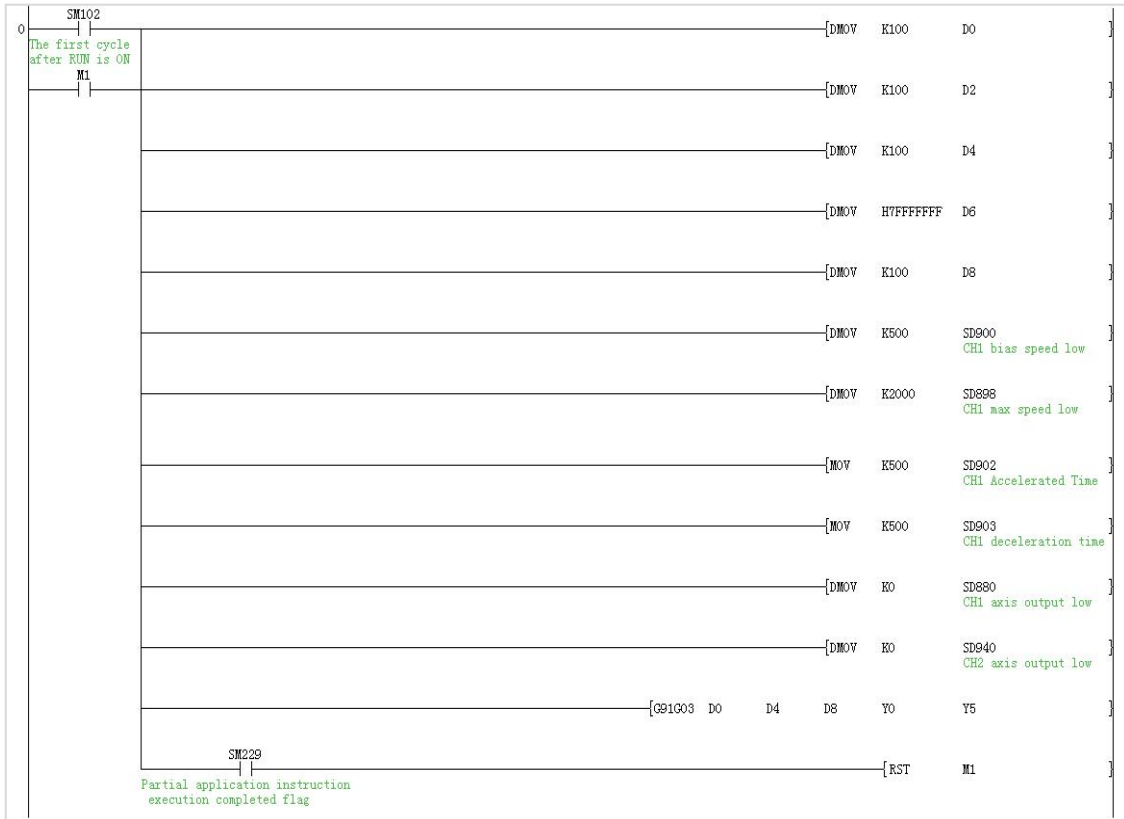 SM102
0 [DMOV K100 D0 ]
The first cycle
after RUN is ON
M1
[DMOV K100 D2 ]
[DMOV K100 D4 ]
[DMOV H7FFFFFFF D6 ]
[DMOV K100 D8 ]
[DMOV K500 SD900 ]
CH1 bias speed low
[DMOV K2000 SD898 ]
CH1 max speed low
[MOV K500 SD902 ]
CH1 Accelerated Time
[MOV K500 SD903 ]
CH1 deceleration time
[DMOV K0 SD880 ]
CH1 axis output low
[DMOV K0 SD940 ]
CH2 axis output low
[G91G03 D0 D4 D8 Y0 Y5 ]
SM229
[RST M1 ]
Partial application instruction
execution completed flag